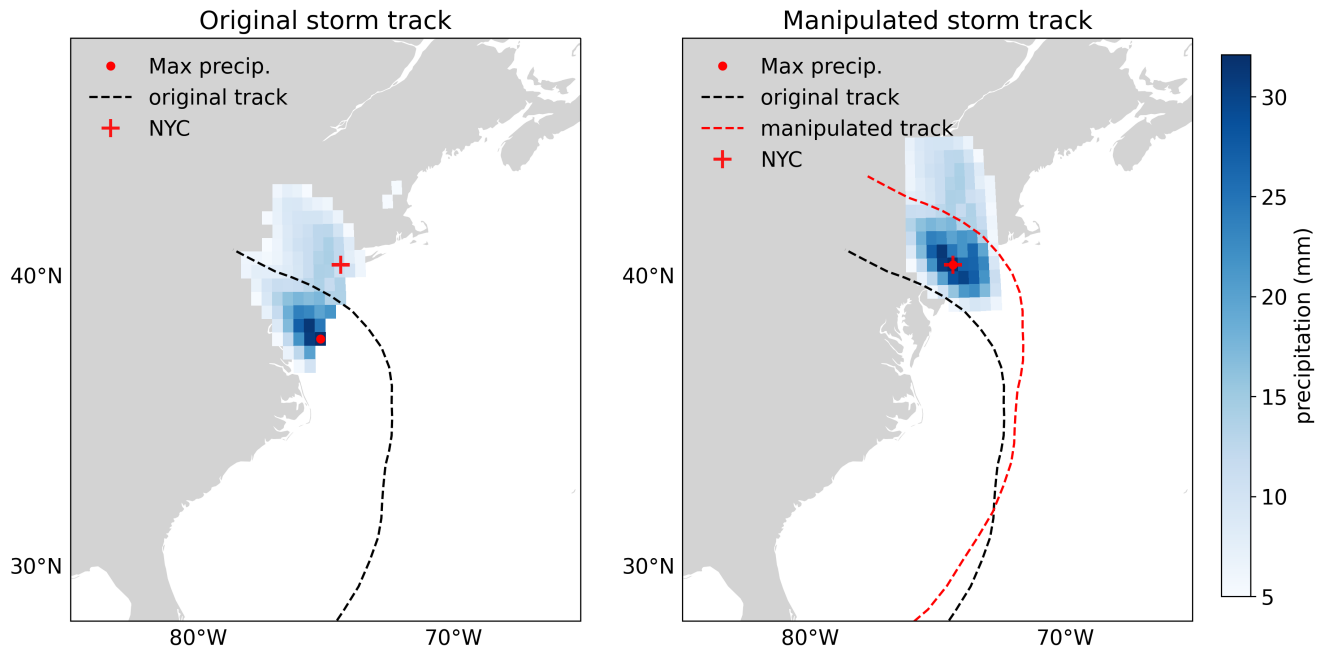 Original storm track
Max precip.
original track
NYC
40°N
30°N
80°W
70°W
Manipulated storm track
Max precip.
original track
manipulated track
NYC
40°N
30°N
80°W
70°W
30
25
20
15
10
5
precipitation (mm)